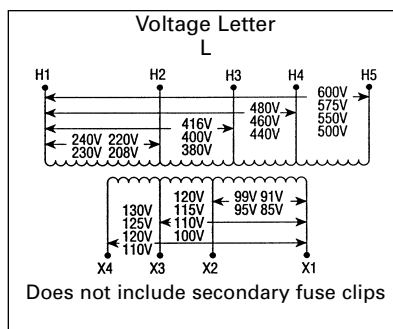 Voltage Letter
L
H1 H2 H3 H4 H5
600V
480V 575V
416V 460V 550V
240V 220V 400V 440V 500V
230V 208V 380V
120V 99V 91V
130V 115V 95V 85V
125V 110V
120V 100V
110V
X4 X3 X2 X1
Does not include secondary fuse clips